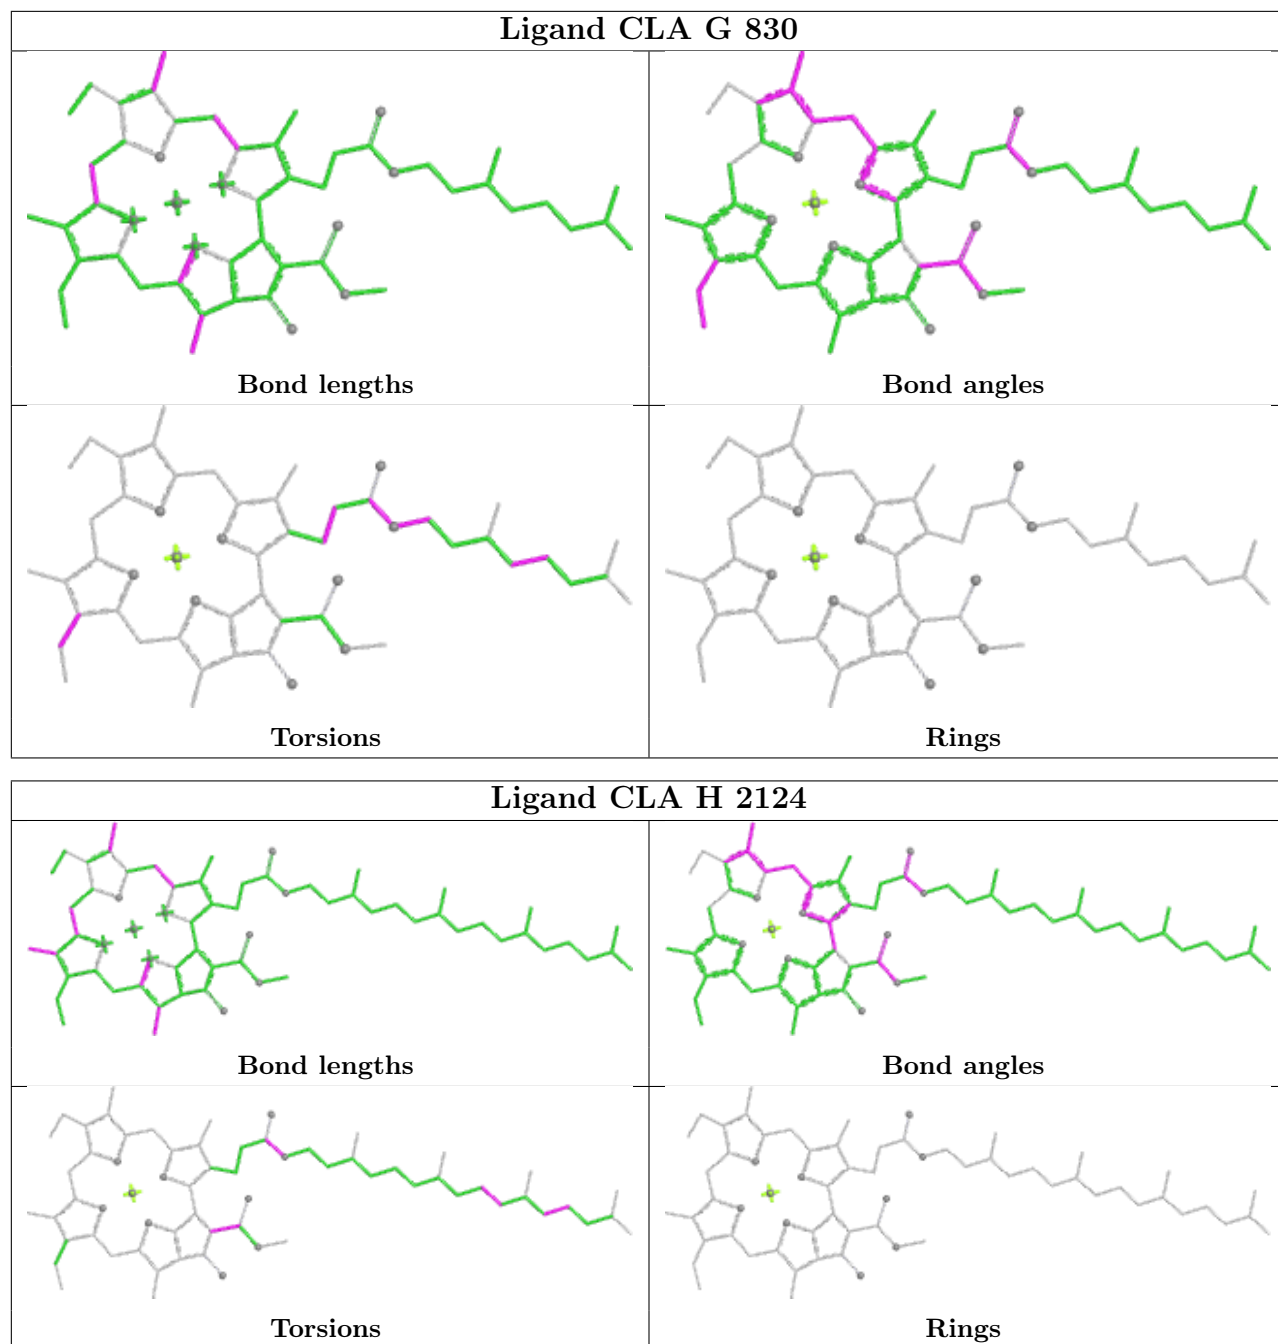 Ligand CLA G 830
Bond lengths
Bond angles
Torsions
Rings
Ligand CLA H 2124
Bond lengths
Bond angles
Torsions
Rings